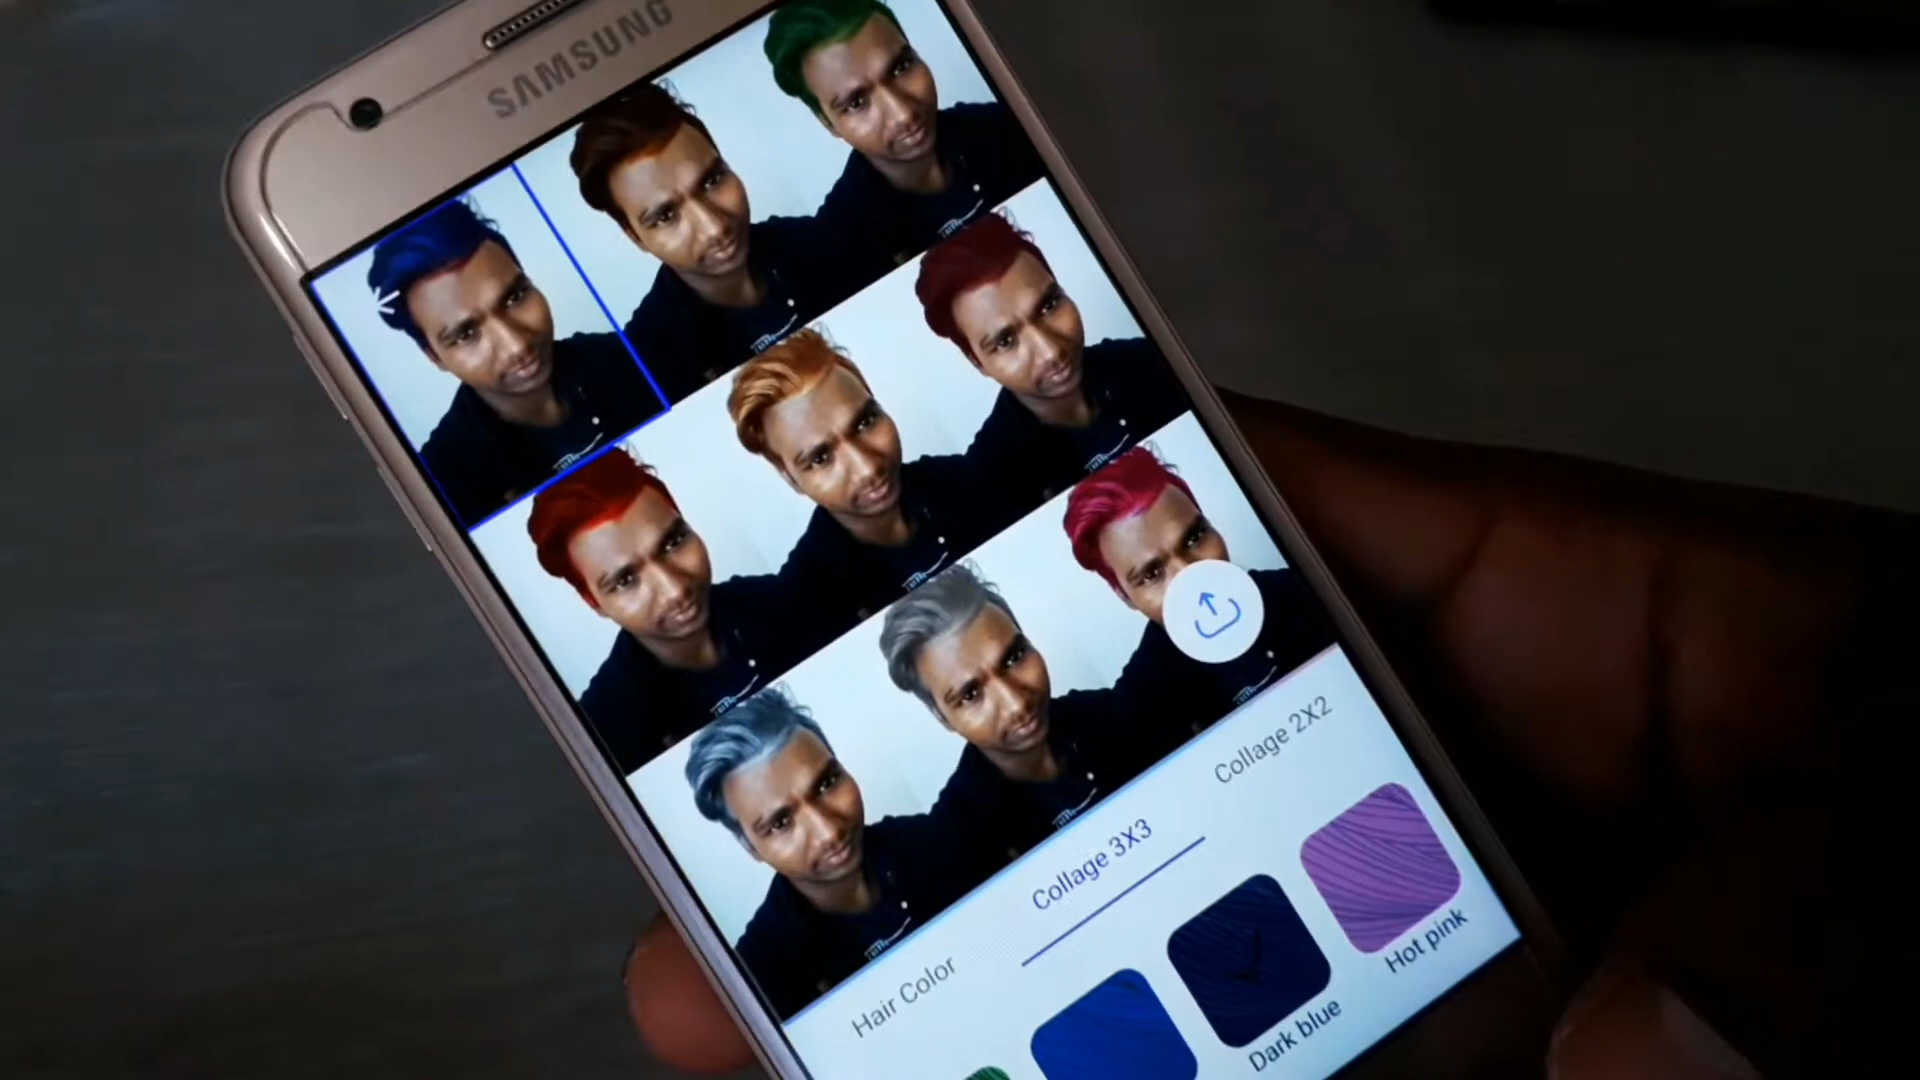 SAMSUNG
Hair Color
Collage 3X3
Collage 2X2
Dark blue
Hot pink